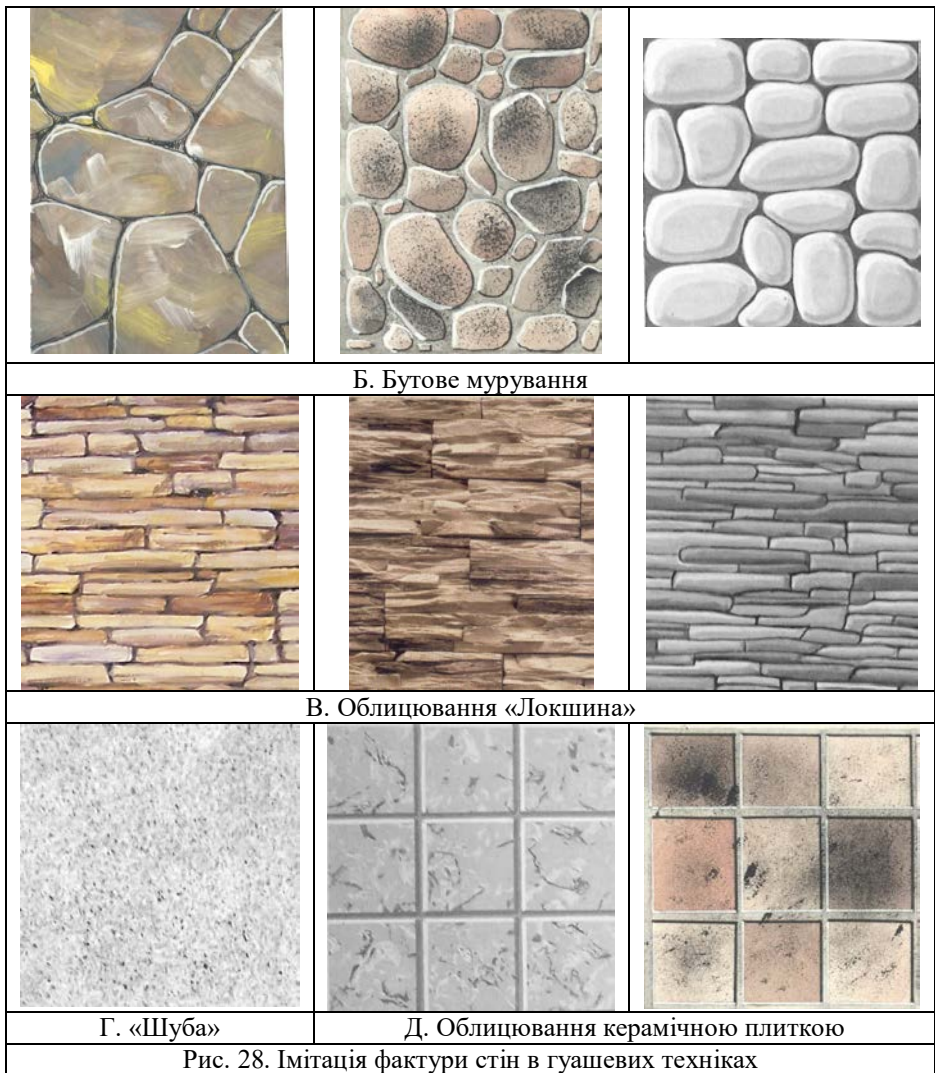 Б. Бутове мурування
В. Облицювання «Локшина»
Г. «Шуба»
Д. Облицювання керамічною плиткою
Рис. 28. Імітація фактури стін в гуашевих техніках